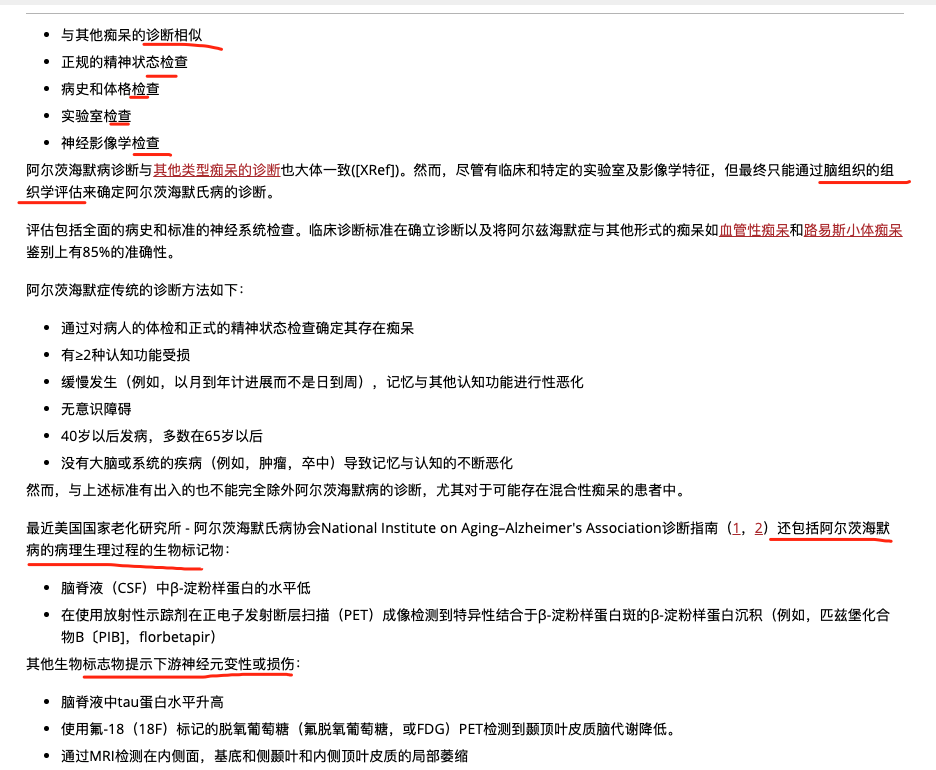 • 与其他痴呆的诊断相似
• 正规的精神状态检查
• 病史和体格检查
• 实验室检查
• 神经影像学检查
阿尔茨海默病诊断与其他类型痴呆的诊断也大体一致([XRef])。然而，尽管有临床和特定的实验室及影像学特征，但最终只能通过脑组织的组
织学评估来确定阿尔茨海默氏病的诊断。
评估包括全面的病史和标准的神经系统检查。临床诊断标准在确立诊断以及将阿尔兹海默症与其他形式的痴呆如血管性痴呆和路易斯小体痴呆
鉴别上有85%的准确性。
阿尔茨海默症传统的诊断方法如下：
• 通过对病人的体检和正式的精神状态检查确定其存在痴呆
• 有≥2种认知功能受损
• 缓慢发生（例如，以月到年计进展而不是日到周），记忆与其他认知功能进行性恶化
• 无意识障碍
• 40岁以后发病，多数在65岁以后
• 没有大脑或系统的疾病（例如，肿瘤，卒中）导致记忆与认知的不断恶化
然而，与上述标准有出入的也不能完全除外阿尔茨海默病的诊断，尤其对于可能存在混合性痴呆的患者中。
最近美国国家老化研究所 - 阿尔茨海默氏病协会National Institute on Aging–Alzheimer's Association诊断指南（1，2）还包括阿尔茨海默
病的病理生理过程的生物标记物：
• 脑脊液（CSF）中β-淀粉样蛋白的水平低
• 在使用放射性示踪剂在正电子发射断层扫描（PET）成像检测到特异性结合于β-淀粉样蛋白斑的β-淀粉样蛋白沉积（例如，匹兹堡化合
物B〔PIB]，florbetapir）
其他生物标志物提示下游神经元变性或损伤：
• 脑脊液中tau蛋白水平升高
• 使用氟-18（18F）标记的脱氧葡萄糖（氟脱氧葡萄糖，或FDG）PET检测到颞顶叶皮质脑代谢降低。
• 通过MRI检测在内侧面，基底和侧颞叶和内侧顶叶皮质的局部萎缩